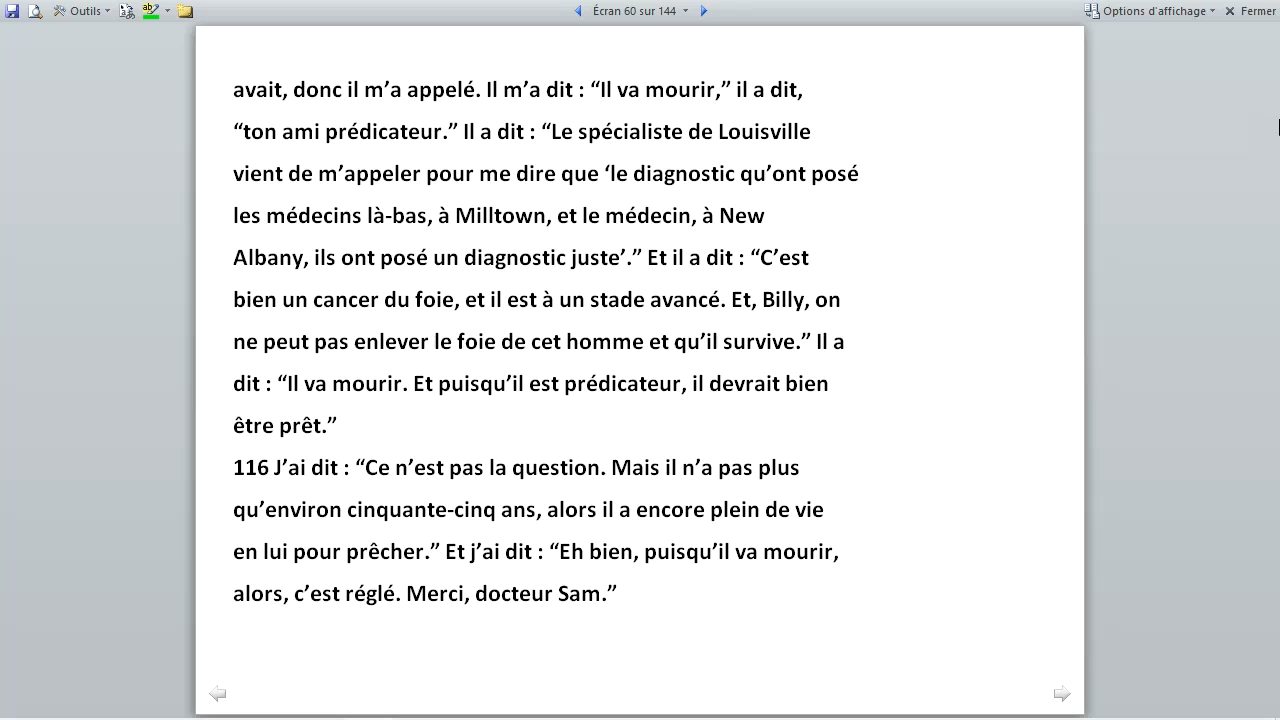 Outils
Écran 60 sur 144
Options d'affichage
Fermer
avait, donc il m’a appelé. Il m’a dit : “Il va mourir,” il a dit,
“ton ami prédicateur.” Il a dit : “Le spécialiste de Louisville
vient de m’appeler pour me dire que ‘le diagnostic qu’ont posé
les médecins là-bas, à Milltown, et le médecin, à New
Albany, ils ont posé un diagnostic juste’.” Et il a dit : “C’est
bien un cancer du foie, et il est à un stade avancé. Et, Billy, on
ne peut pas enlever le foie de cet homme et qu’il survive.” Il a
dit : “Il va mourir. Et puisqu’il est prédicateur, il devrait bien
être prêt.”
116 J’ai dit : “Ce n’est pas la question. Mais il n’a pas plus
qu’environ cinquante-cinq ans, alors il a encore plein de vie
en lui pour prêcher.” Et j’ai dit : “Eh bien, puisqu’il va mourir,
alors, c’est réglé. Merci, docteur Sam.”